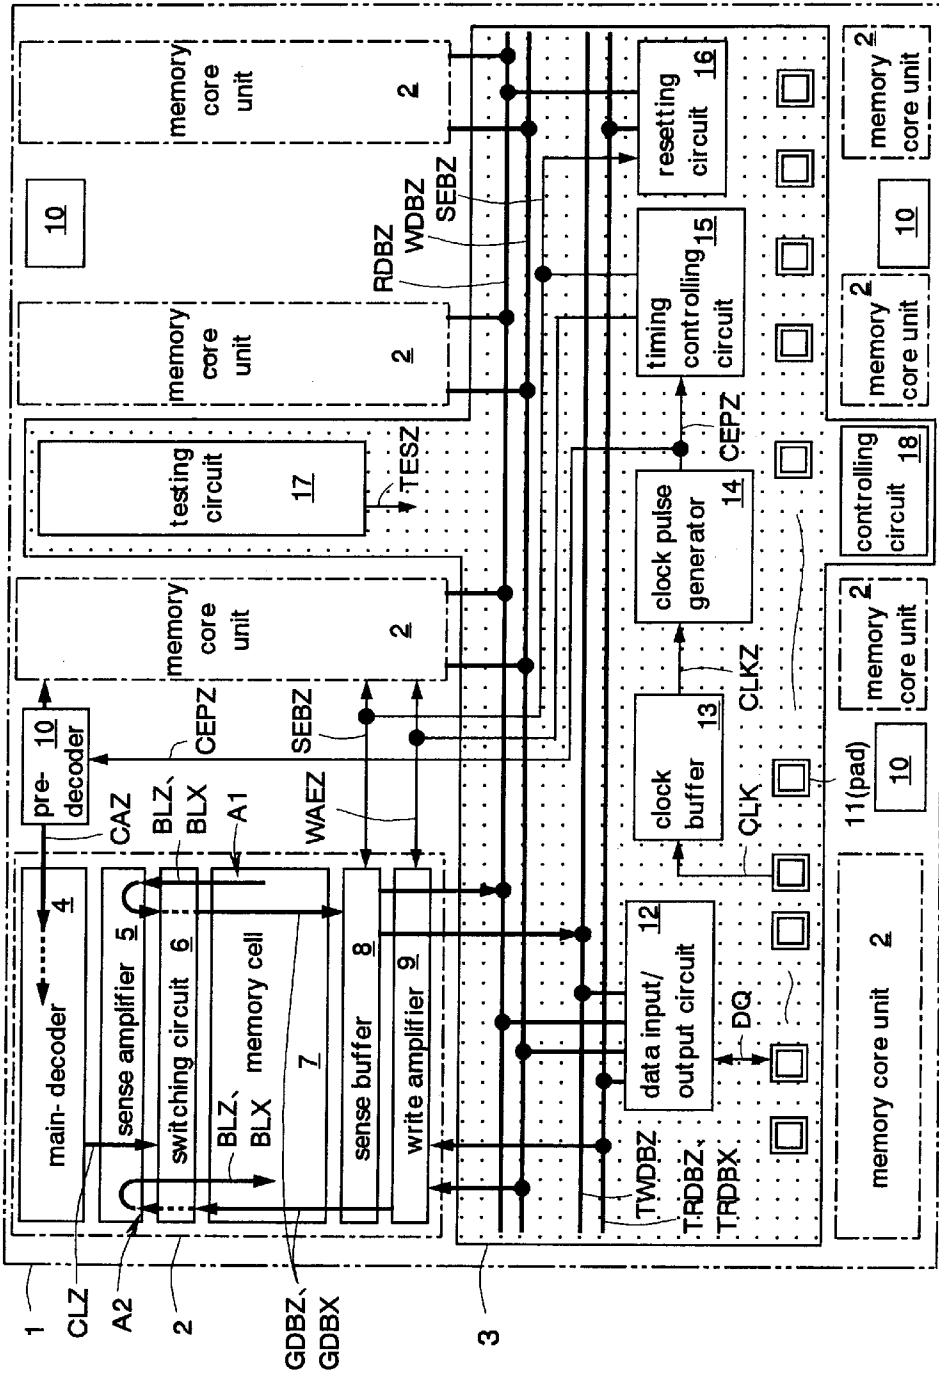 1
CLZ
A2
2
GDBZ、
GDBX
3
main-decoder 4
sense amplifier 5
switching circuit 6
BLZ、
BLX
memory cell
7
sense buffer 8
write amplifier 9
CAZ
BLZ、
BLX
A1
pre-
decoder
10
CEPZ
SEBZ
WAEZ
memory
core
unit
2
testing
circuit
17
TESZ
memory
core
unit
2
10
memory
core
unit
2
RDBZ
WDBZ
SEBZ
TWDBZ
TRDBZ、
TRDBX
data input/
output circuit
12
DQ
clock
buffer
13
CLK
CLKZ
clock pulse
generator
14
CEPZ
timing
controlling
circuit
15
resetting
circuit
16
11(pad)
memory core unit
2
10
memory
core unit
2
controlling
circuit
18
memory
core unit
2
10
memory
core unit
2